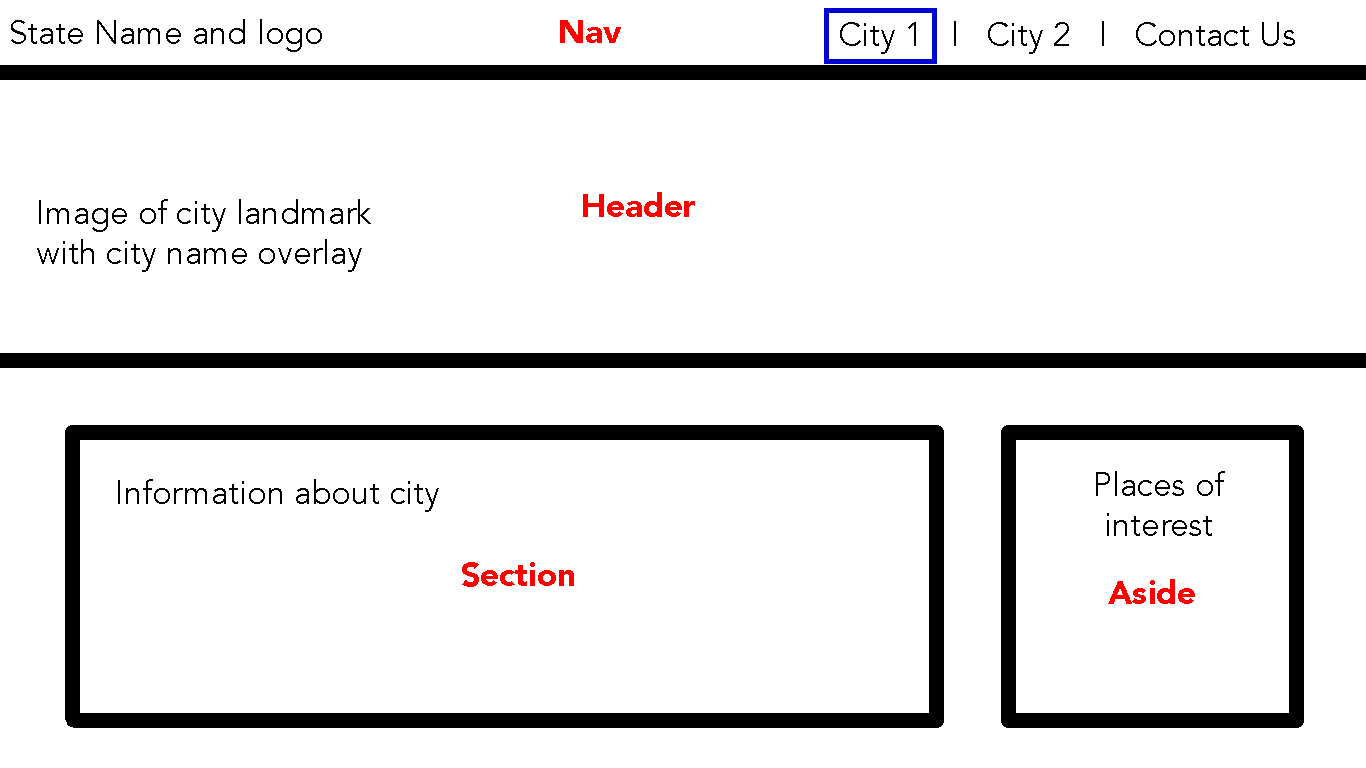 State Name and logo
Nav
City 1 | City 2 | Contact Us
Image of city landmark
with city name overlay
Header
Information about city
Section
Places of
interest
Aside